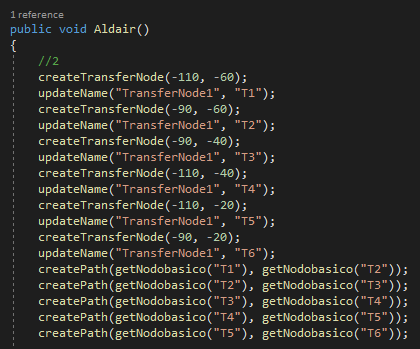 1 reference
public void Aldair()
{
//2
createTransferNode(-110, -60);
updateName("TransferNode1", "T1");
createTransferNode(-90, -60);
updateName("TransferNode1", "T2");
createTransferNode(-90, -40);
updateName("TransferNode1", "T3");
createTransferNode(-110, -40);
updateName("TransferNode1", "T4");
createTransferNode(-110, -20);
updateName("TransferNode1", "T5");
createTransferNode(-90, -20);
updateName("TransferNode1", "T6");
createPath(getNodobasico("T1"), getNodobasico("T2"));
createPath(getNodobasico("T2"), getNodobasico("T3"));
createPath(getNodobasico("T3"), getNodobasico("T4"));
createPath(getNodobasico("T4"), getNodobasico("T5"));
createPath(getNodobasico("T5"), getNodobasico("T6"));